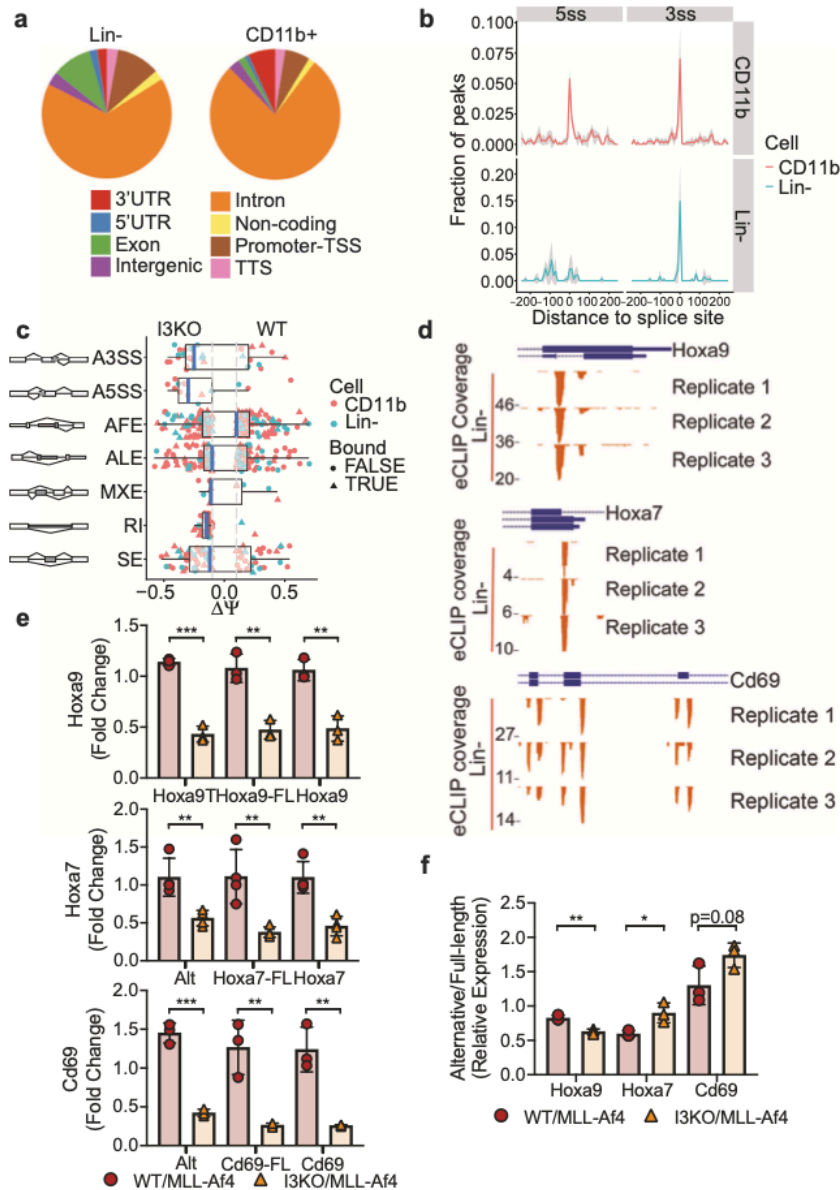 a
Lin-
CD11b+
3'UTR
5'UTR
Exon
Intergenic
Intron
Non-coding
Promoter-TSS
TTS
b
5ss
3ss
Fraction of peaks
0.100
0.075
0.050
0.025
0.000
CD11b
0.20
0.15
0.10
0.05
0.00
Lin-
-200 -100 0 100 200
-200 -100 0 100 200
Distance to splice site
Cell
CD11b
Lin-
c
I3KO
WT
A3SS
A5SS
AFE
ALE
MXE
RI
SE
-0.5 0.0 0.5
ΔΨ
Cell
CD11b
Lin-
Bound
FALSE
TRUE
d
Hoxa9
eCLIP Coverage
Lin-
Replicate 1
46
Replicate 2
36
Replicate 3
20
Hoxa7
eCLIP coverage
Lin-
Replicate 1
4
Replicate 2
6
Replicate 3
10
Cd69
eCLIP coverage
Lin-
Replicate 1
27
Replicate 2
11
Replicate 3
14
e
Hoxa9
(Fold Change)
1.5
1.0
0.5
0.0
*** ** **
Hoxa9T Hoxa9-FL Hoxa9
Hoxa7
(Fold Change)
2.0
1.5
1.0
0.5
0.0
** ** **
Alt Hoxa7-FL Hoxa7
Cd69
(Fold Change)
2.0
1.5
1.0
0.5
0.0
*** ** **
Alt Cd69-FL Cd69
WT/MLL-Af4 I3KO/MLL-Af4
f
Alternative/Full-length
(Relative Expression)
2.5
2.0
1.5
1.0
0.5
0.0
** * p=0.08
Hoxa9 Hoxa7 Cd69
WT/MLL-Af4 I3KO/MLL-Af4